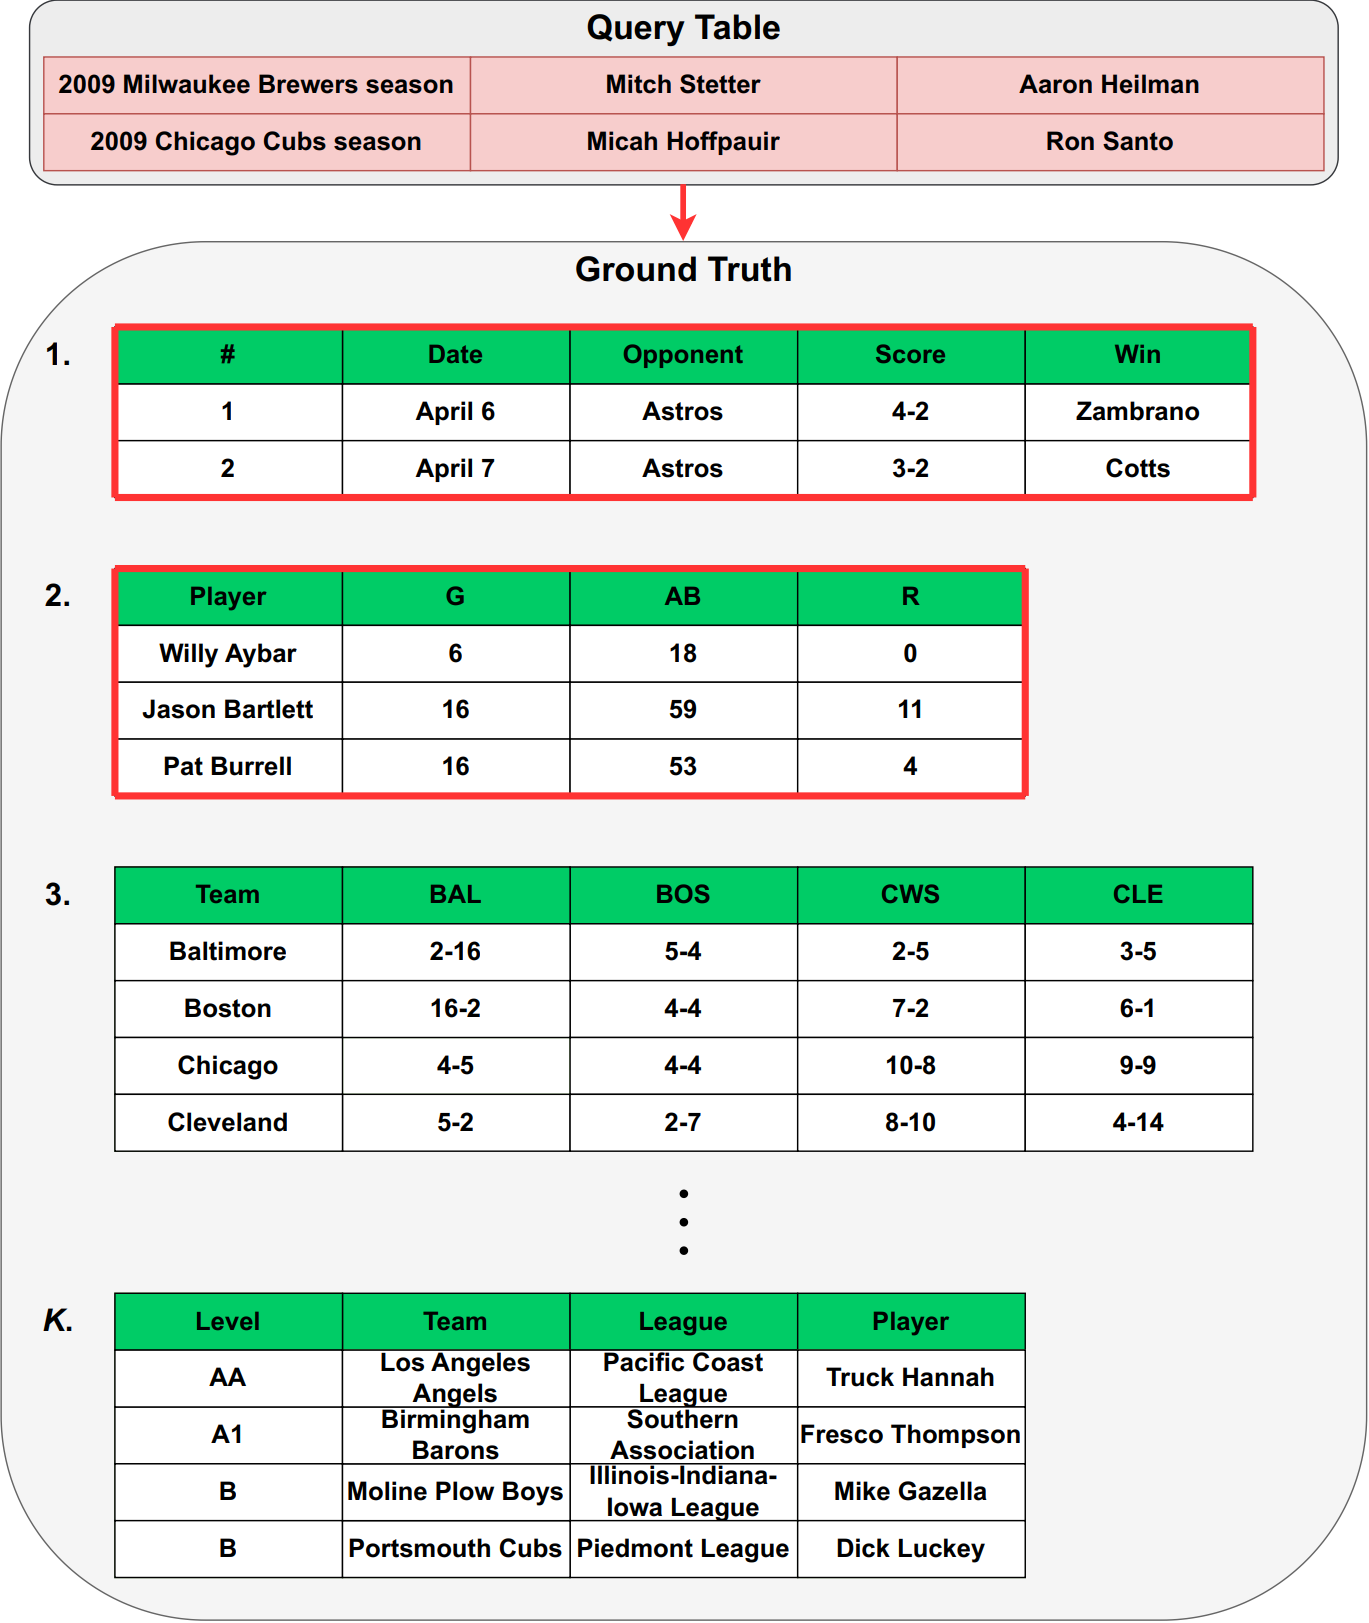 Query Table
2009 Milwaukee Brewers season Mitch Stetter Aaron Heilman
2009 Chicago Cubs season Micah Hoffpauir Ron Santo
Ground Truth
1.
# Date Opponent Score Win
1 April 6 Astros 4-2 Zambrano
2 April 7 Astros 3-2 Cotts
2.
Player G AB R
Willy Aybar 6 18 0
Jason Bartlett 16 59 11
Pat Burrell 16 53 4
3.
Team BAL BOS CWS CLE
Baltimore 2-16 5-4 2-5 3-5
Boston 16-2 4-4 7-2 6-1
Chicago 4-5 4-4 10-8 9-9
Cleveland 5-2 2-7 8-10 4-14
K.
Level Team League Player
AA Los Angeles Angels Pacific Coast League Truck Hannah
A1 Birmingham Barons Southern Association Fresco Thompson
B Moline Plow Boys Illinois-Indiana-Iowa League Mike Gazella
B Portsmouth Cubs Piedmont League Dick Luckey